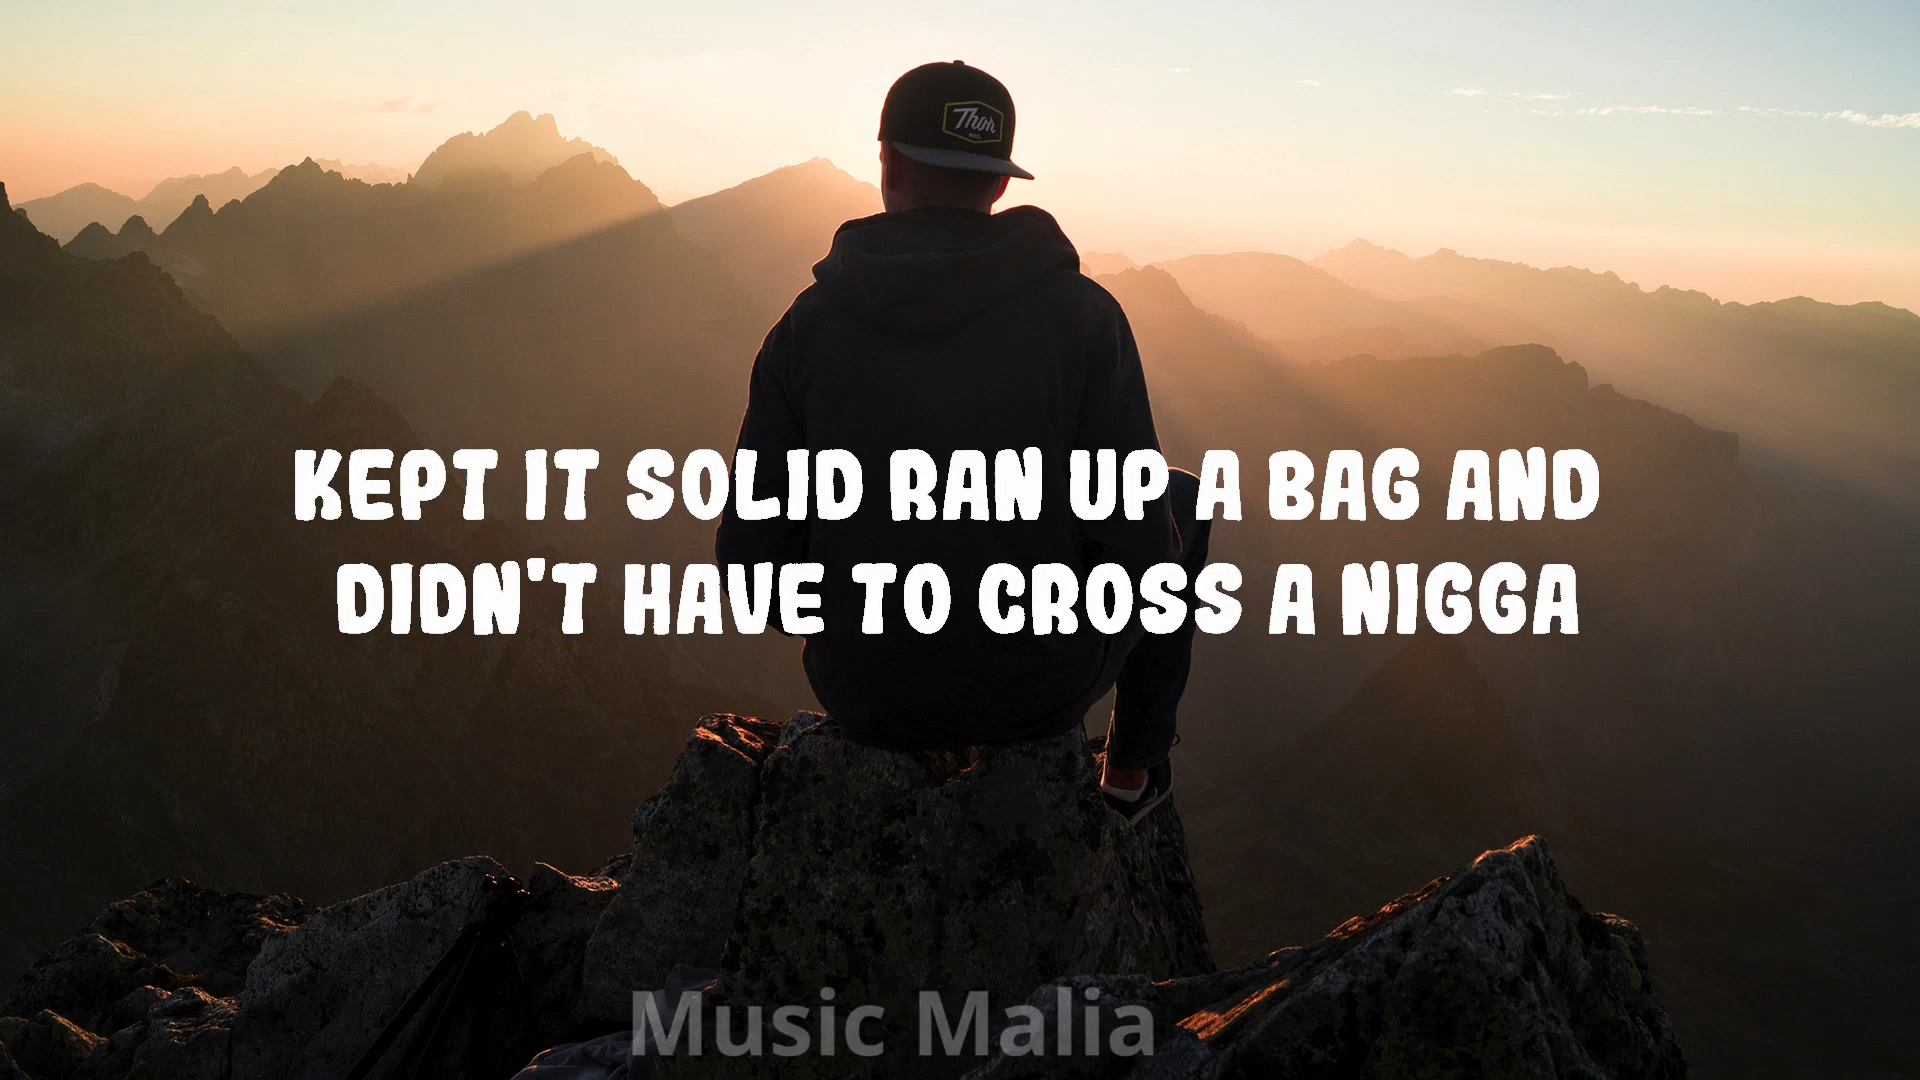 Thor
KEPT IT SOLID RAN UP A BAG AND
DIDN'T HAVE TO CROSS A NIGGA
Music Malia